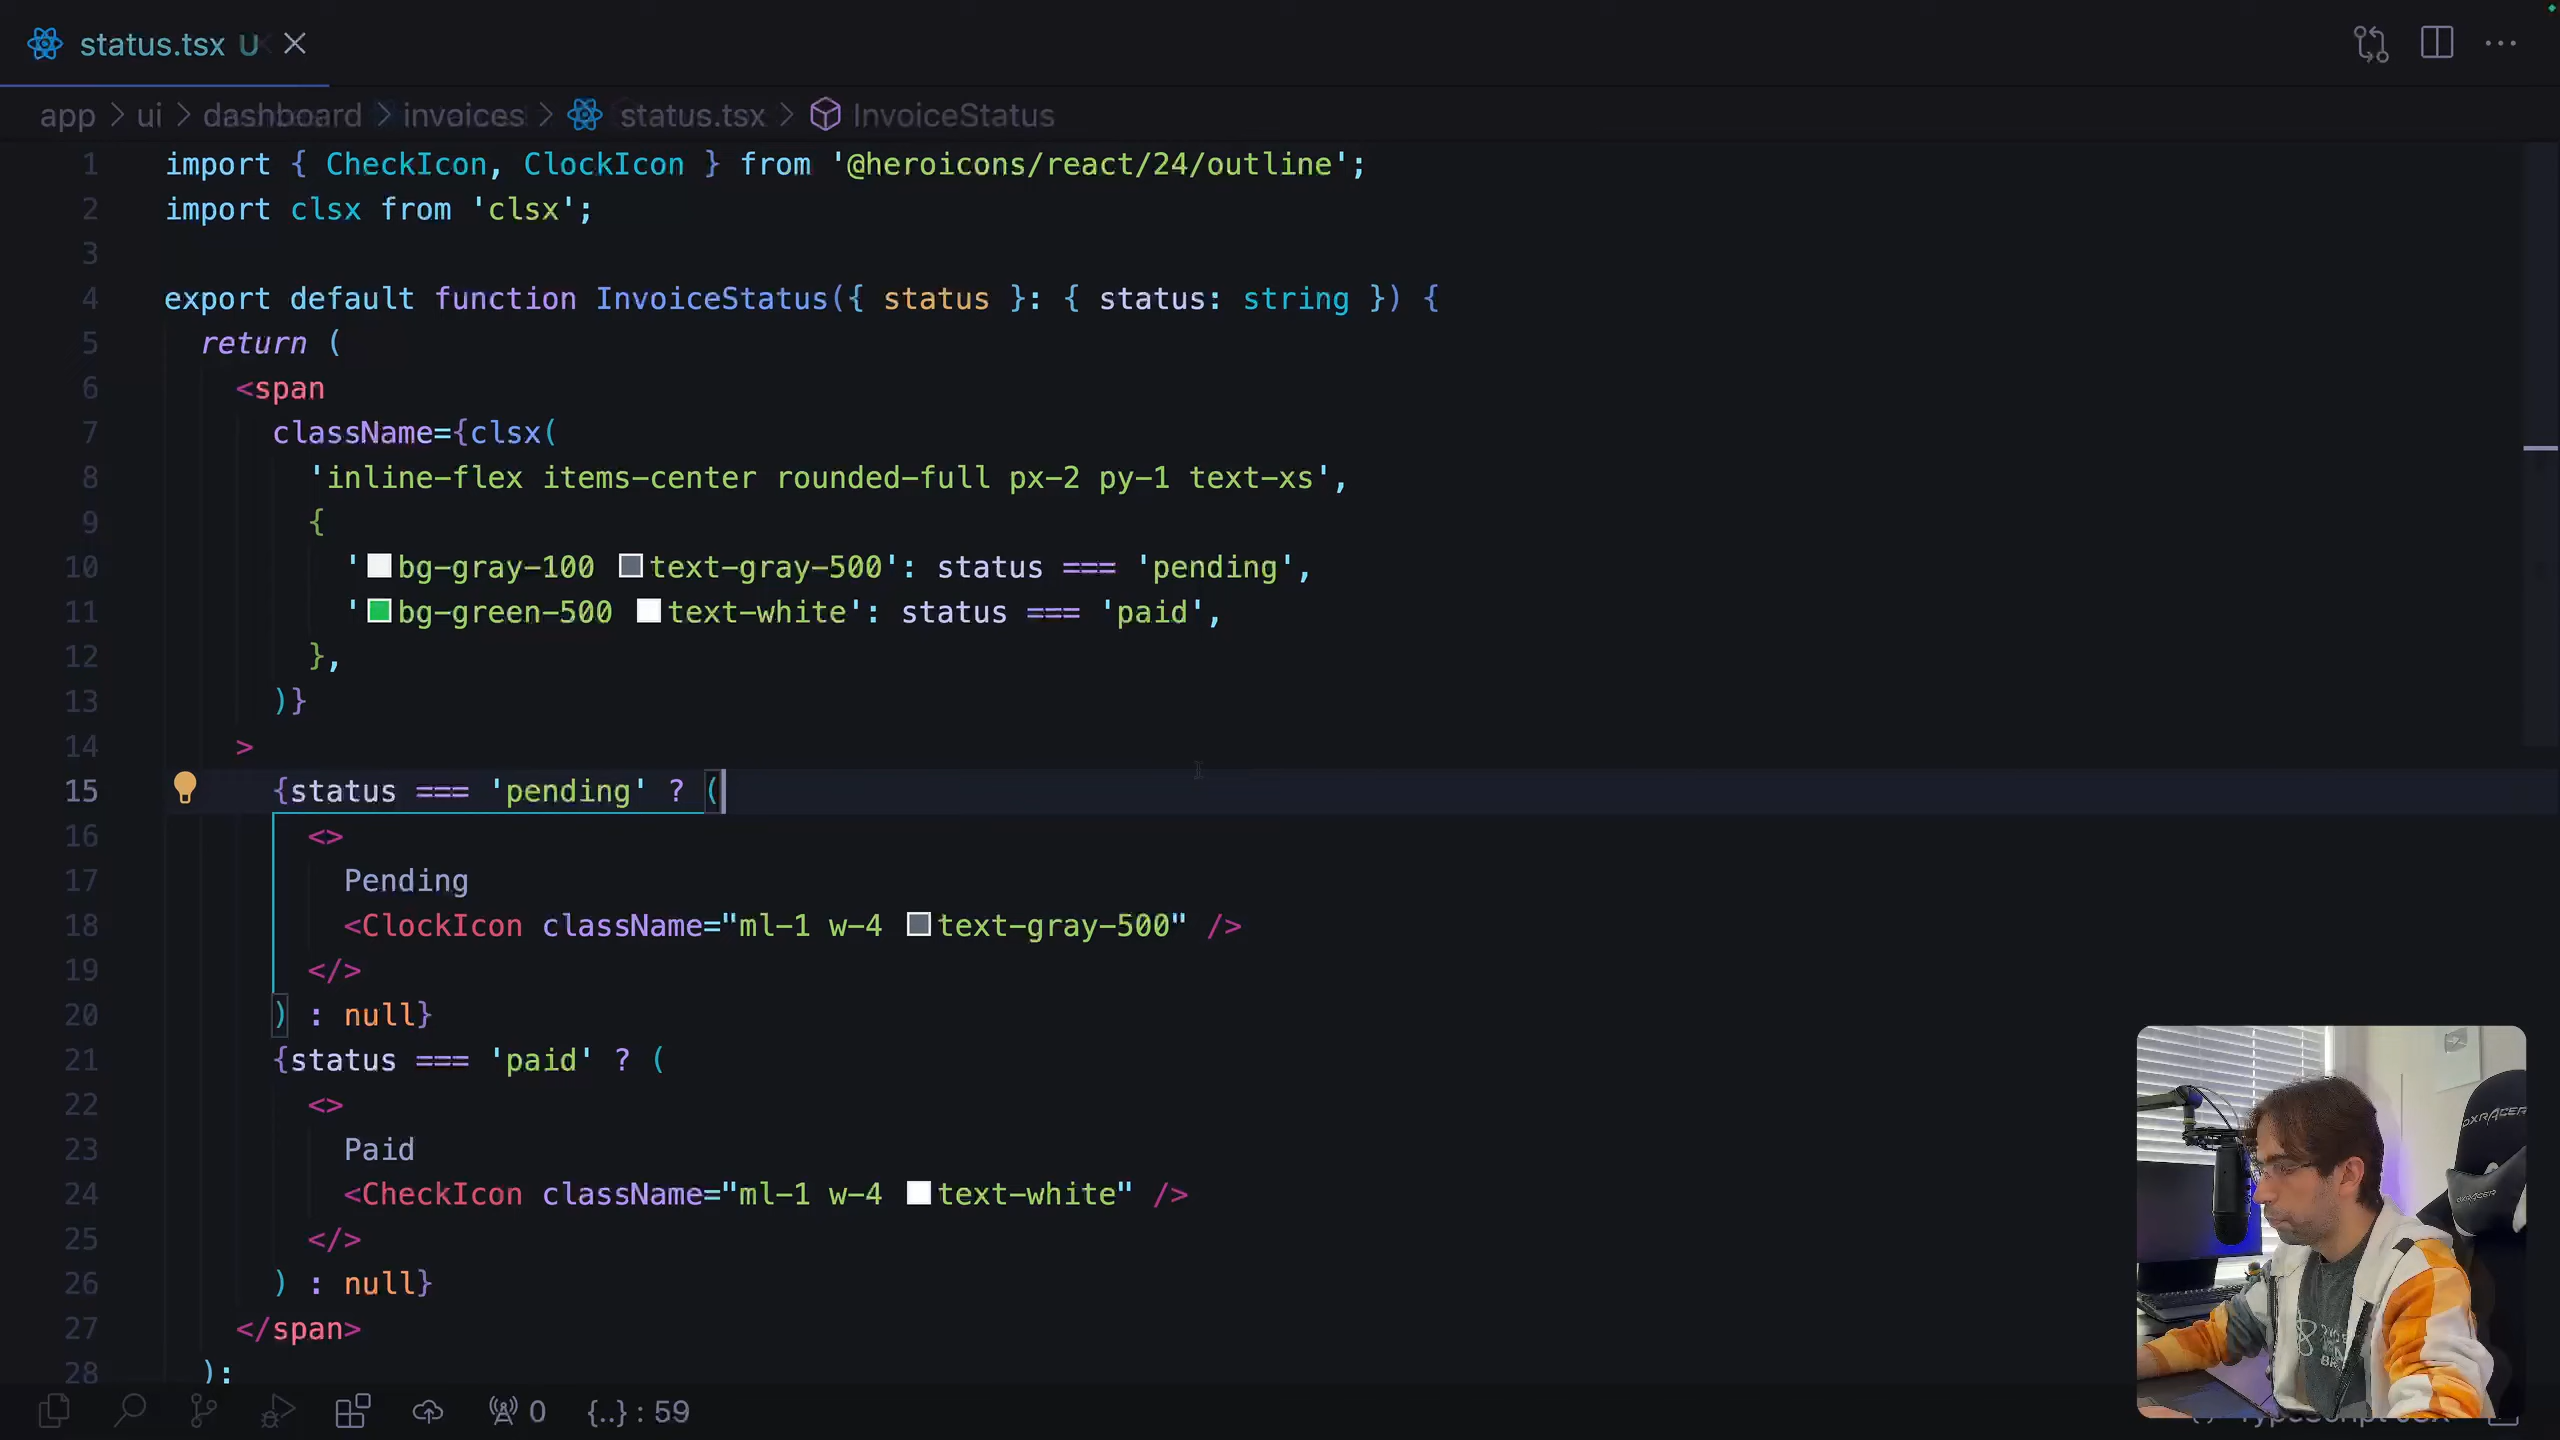 status.tsx U
app > ui > dashboard > invoices > status.tsx > InvoiceStatus
1 import { CheckIcon, ClockIcon } from '@heroicons/react/24/outline';
2 import clsx from 'clsx';
3
4 export default function InvoiceStatus({ status }: { status: string }) {
5 return (
6 <span
7 className={clsx(
8 'inline-flex items-center rounded-full px-2 py-1 text-xs',
9 {
10 'bg-gray-100 text-gray-500': status === 'pending',
11 'bg-green-500 text-white': status === 'paid',
12 },
13 )}
14 >
15 {status === 'pending' ? (
16 <>
17 Pending
18 <ClockIcon className="ml-1 w-4 text-gray-500" />
19 </>
20 ) : null}
21 {status === 'paid' ? (
22 <>
23 Paid
24 <CheckIcon className="ml-1 w-4 text-white" />
25 </>
26 ) : null}
27 </span>
28 );
0 {..} : 59
DXRACER